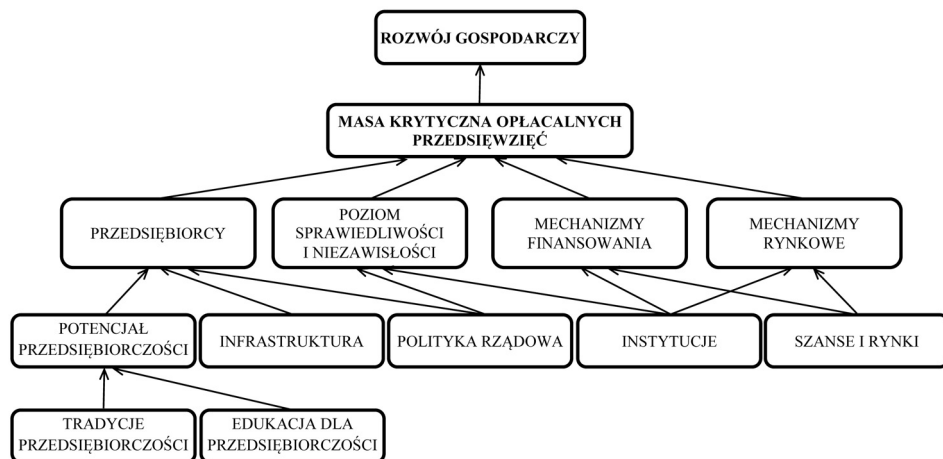 ROZWÓJ GOSPODARCZY
MASA KRYTYCZNA OPŁACALNYCH
PRZEDSIĘWZIĘĆ
PRZEDSIĘBIORCY
POZIOM
SPRAWIEDLIWOŚCI
I NIEZAWISŁOŚCI
MECHANIZMY
FINANSOWANIA
MECHANIZMY
RYNKOWE
POTENCJAŁ
PRZEDSIĘBIORCZOŚCI
INFRASTRUKTURA
POLITYKA RZĄDOWA
INSTYTUCJE
SZANSE I RYNKI
TRADYCJE
PRZEDSIĘBIORCZOŚCI
EDUKACJA DLA
PRZEDSIĘBIORCZOŚCI